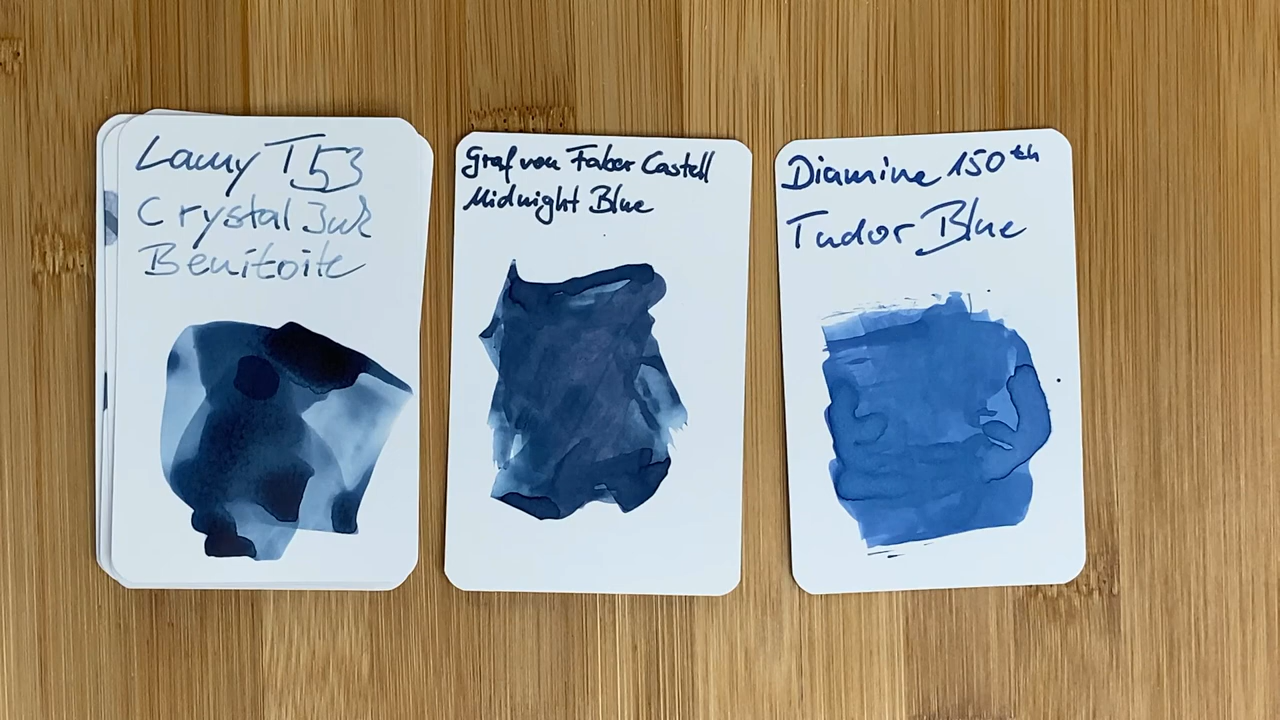 Lamy T53
Crystal Ink
Benitoite
Graf von Faber Castell
Midnight Blue
Diamine 150th
Tudor Blue